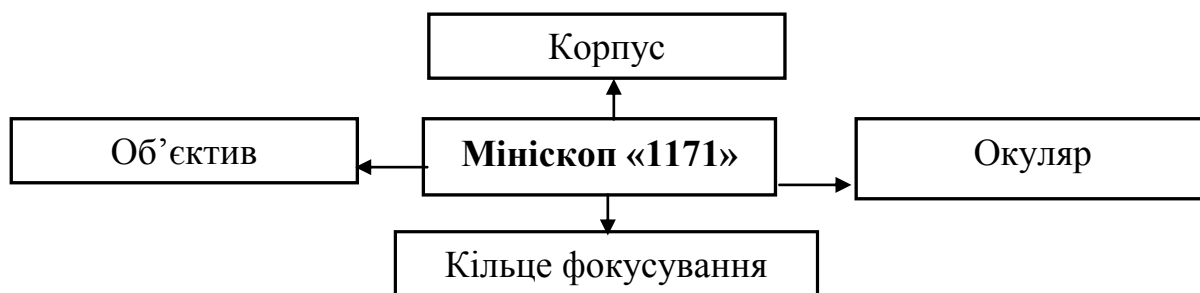 Корпус
Об’єктив
Мініскоп «1171»
Окуляр
Кільце фокусування